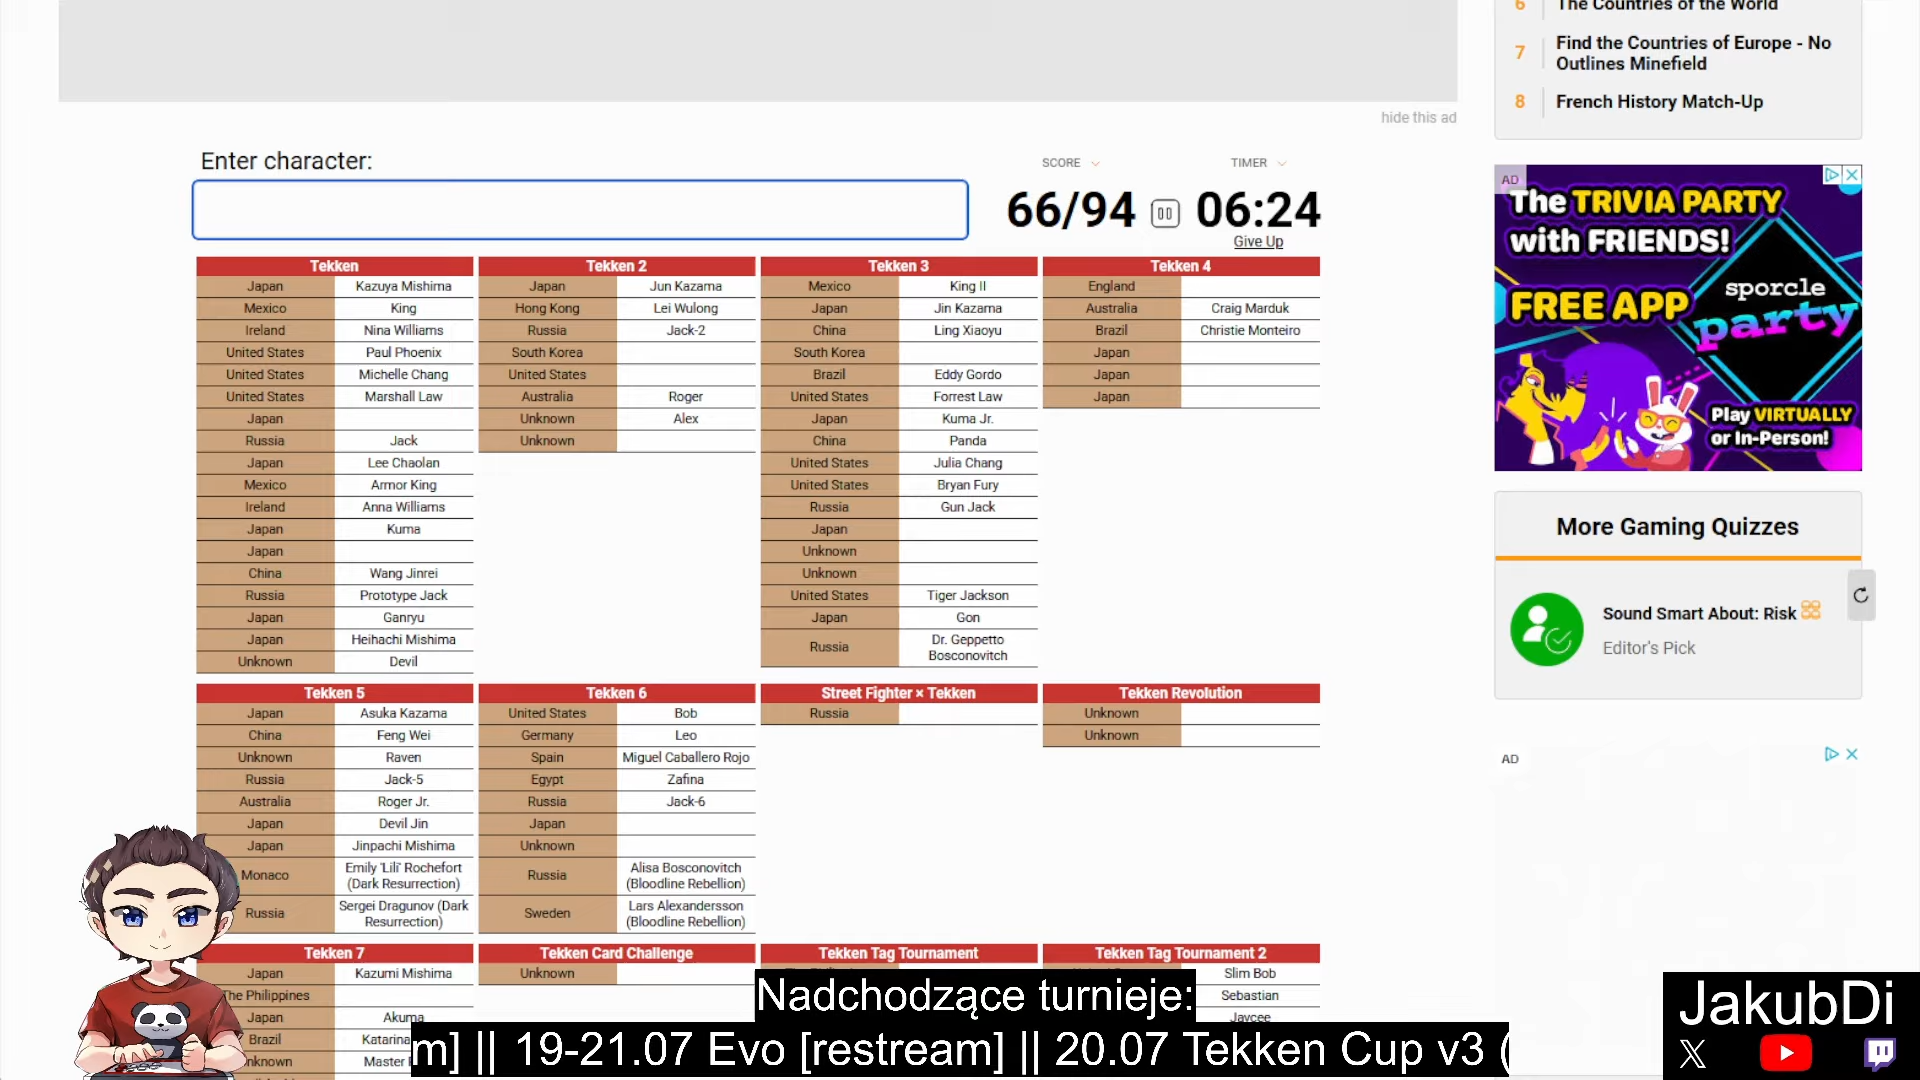 6 The Countries of the World
7 Find the Countries of Europe - No
Outlines Minefield
8 French History Match-Up
hide this ad
Enter character:
SCORE
TIMER
66/94
06:24
Give Up
AD
The TRIVIA PARTY
with FRIENDS!
FREE APP
sporcle
party
Play VIRTUALLY
or In-Person!
More Gaming Quizzes
Sound Smart About: Risk
Editor's Pick
AD
Tekken
Japan Kazuya Mishima
Mexico King
Ireland Nina Williams
United States Paul Phoenix
United States Michelle Chang
United States Marshall Law
Japan
Russia Jack
Japan Lee Chaolan
Mexico Armor King
Ireland Anna Williams
Japan Kuma
Japan
China Wang Jinrei
Russia Prototype Jack
Japan Ganryu
Japan Heihachi Mishima
Unknown Devil
Tekken 2
Japan Jun Kazama
Hong Kong Lei Wulong
Russia Jack-2
South Korea
United States
Australia Roger
Unknown Alex
Unknown
Tekken 3
Mexico King II
Japan Jin Kazama
China Ling Xiaoyu
South Korea
Brazil Eddy Gordo
United States Forrest Law
Japan Kuma Jr.
China Panda
United States Julia Chang
United States Bryan Fury
Russia Gun Jack
Japan
Unknown
Unknown
United States Tiger Jackson
Japan Gon
Russia Dr. Geppetto
Bosconovitch
Tekken 4
England
Australia Craig Marduk
Brazil Christie Monteiro
Japan
Japan
Japan
Tekken 5
Japan Asuka Kazama
China Feng Wei
Unknown Raven
Russia Jack-5
Australia Roger Jr.
Japan Devil Jin
Japan Jinpachi Mishima
Monaco Emily 'Lili' Rochefort
(Dark Resurrection)
Russia Sergei Dragunov (Dark
Resurrection)
Tekken 6
United States Bob
Germany Leo
Spain Miguel Caballero Rojo
Egypt Zafina
Russia Jack-6
Japan
Unknown
Russia Alisa Bosconovitch
(Bloodline Rebellion)
Sweden Lars Alexandersson
(Bloodline Rebellion)
Street Fighter × Tekken
Russia
Tekken Revolution
Unknown
Unknown
Tekken 7
Japan Kazumi Mishima
The Philippines
Japan Akuma
Brazil Katarina
Unknown Master
Tekken Card Challenge
Unknown
Tekken Tag Tournament
Tekken Tag Tournament 2
Slim Bob
Sebastian
Jaycee
Nadchodzące turnieje:
m] || 19-21.07 Evo [restream] || 20.07 Tekken Cup v3 (
JakubDi